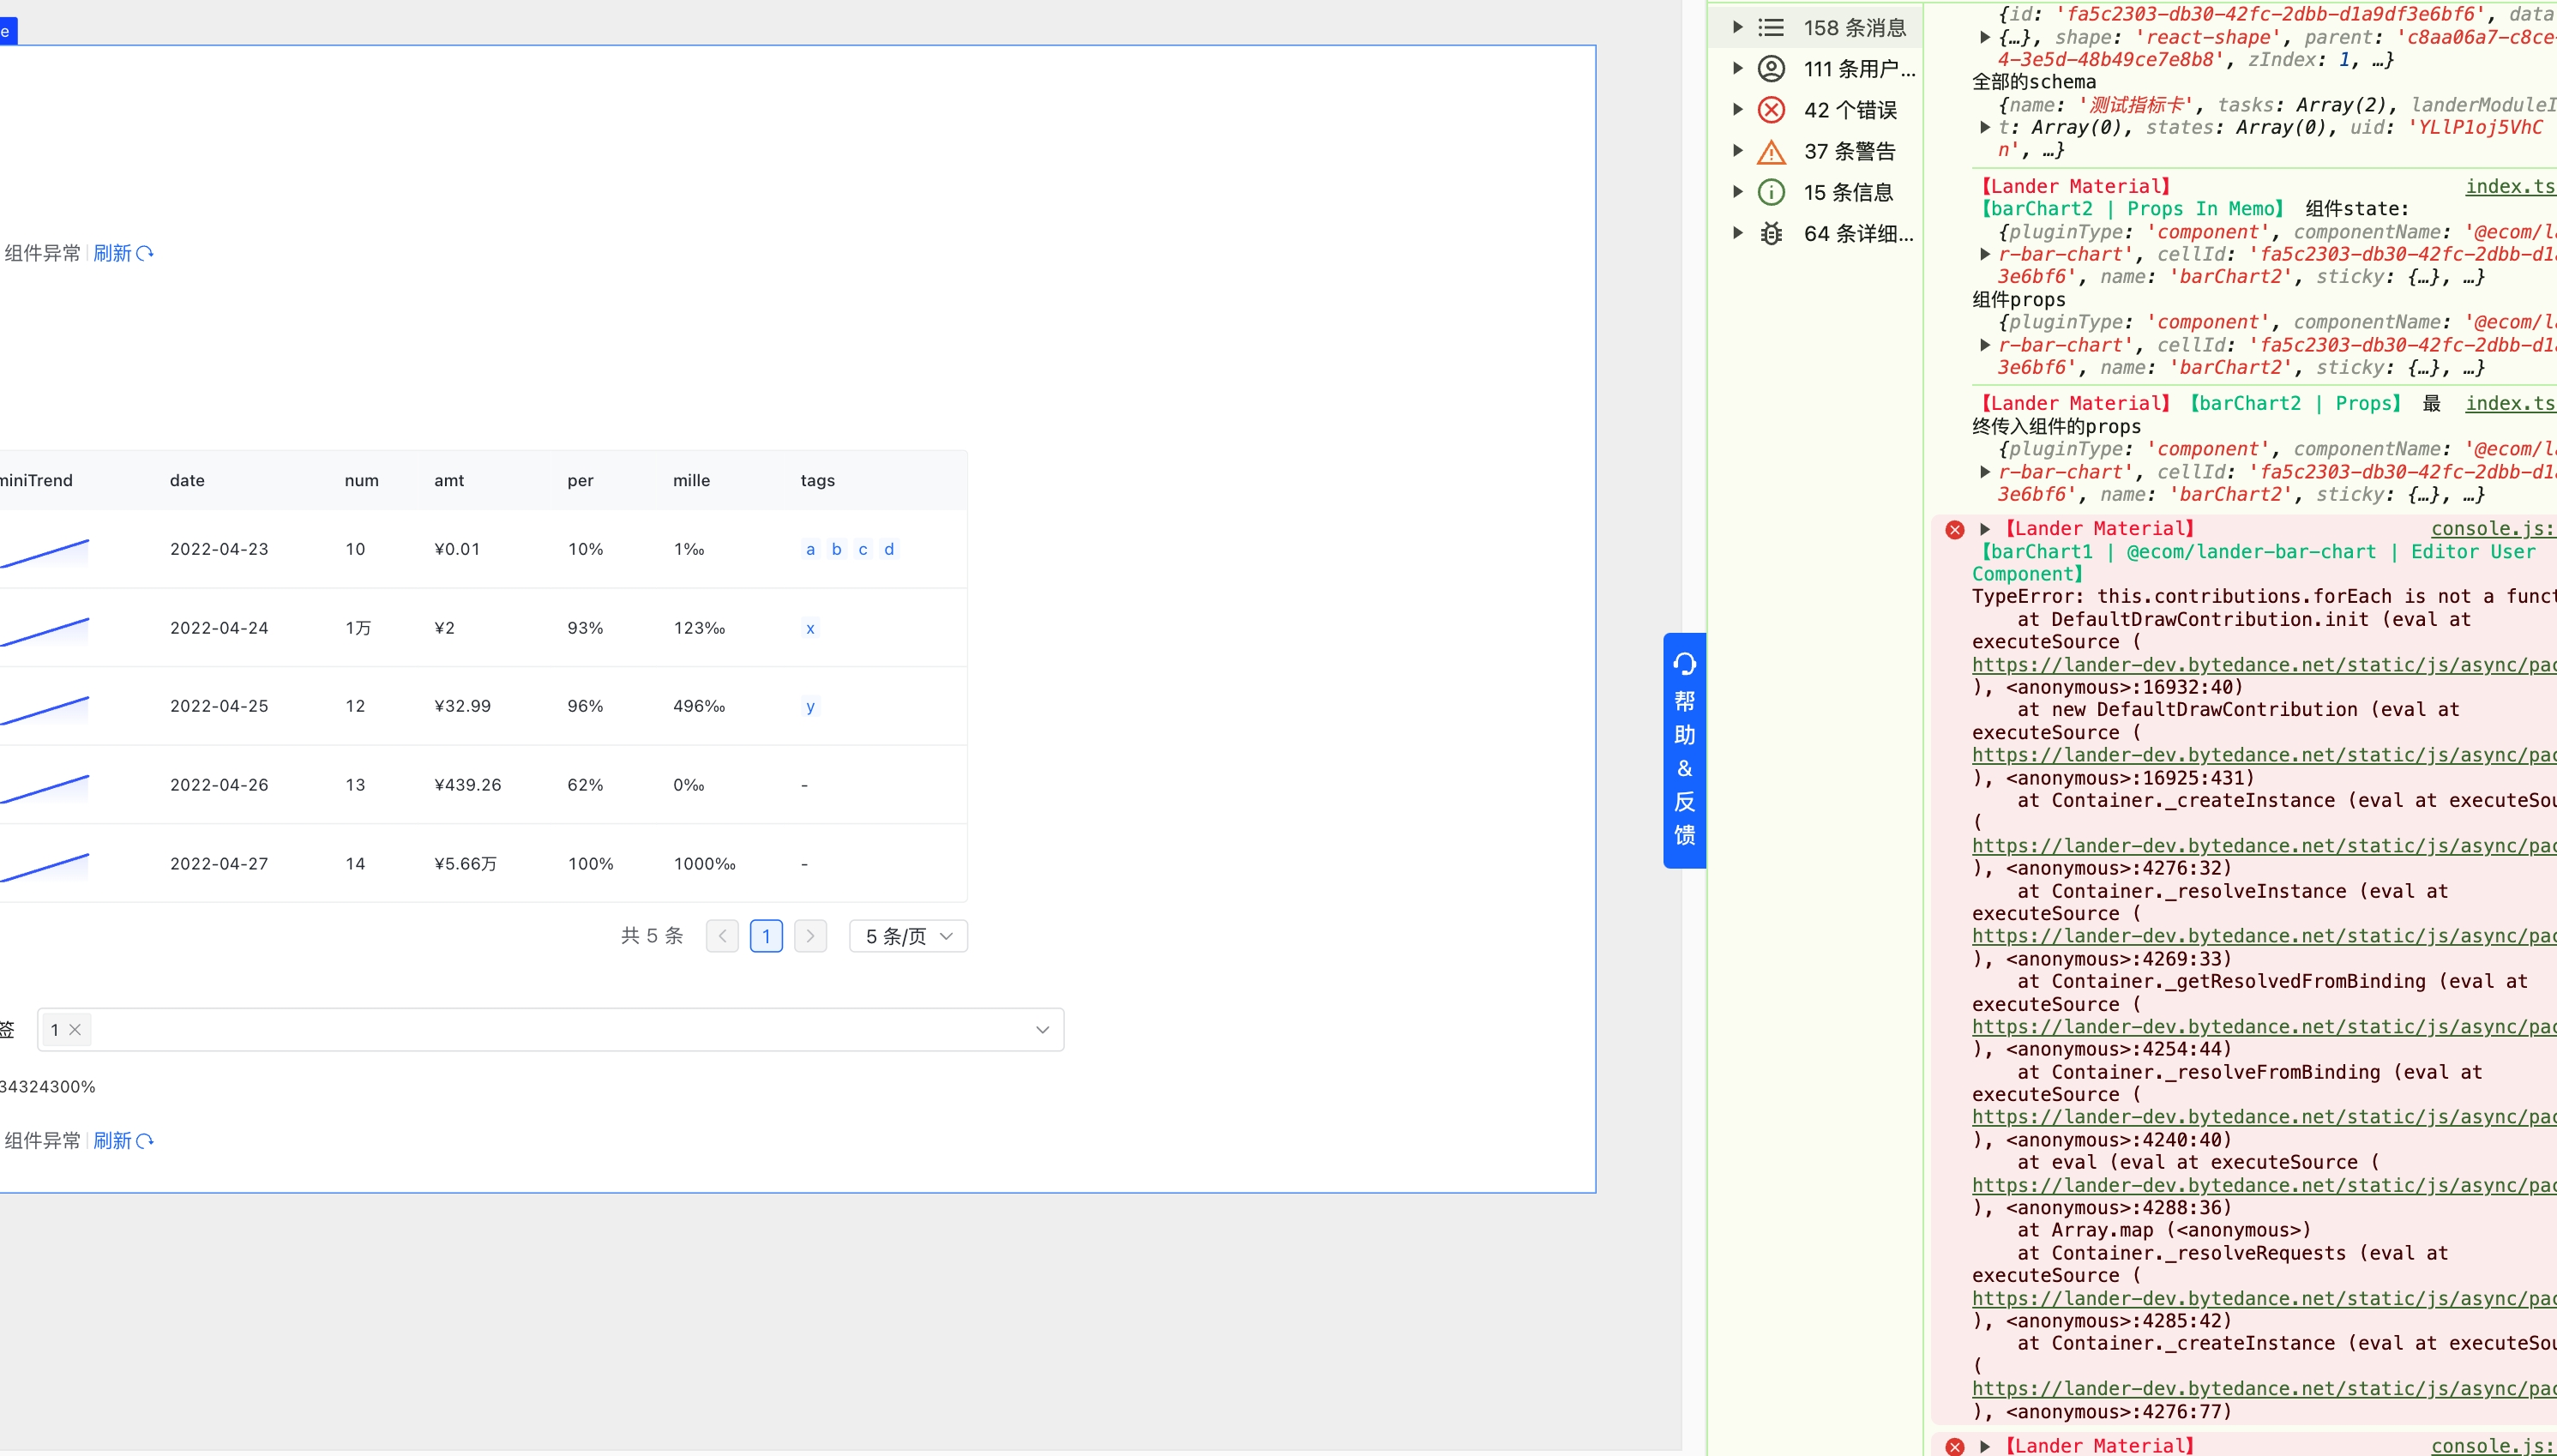 e
组件异常 刷新
miniTrend date num amt per mille tags
2022-04-23 10 ¥0.01 10% 1‰ a b c d
2022-04-24 1万 ¥2 93% 123‰ x
2022-04-25 12 ¥32.99 96% 496‰ y
2022-04-26 13 ¥439.26 62% 0‰ -
2022-04-27 14 ¥5.66万 100% 1000‰ -
共 5 条 1 5 条/页
签 1
34324300%
组件异常 刷新
帮
助
&
反
馈
158 条消息
111 条用户...
42 个错误
37 条警告
15 条信息
64 条详细...
{id: 'fa5c2303-db30-42fc-2dbb-d1a9df3e6bf6', data
{…}, shape: 'react-shape', parent: 'c8aa06a7-c8ce-
4-3e5d-48b49ce7e8b8', zIndex: 1, …}
全部的schema
{name: '测试指标卡', tasks: Array(2), landerModuleI
t: Array(0), states: Array(0), uid: 'YLlP1oj5VhC
n', …}
【Lander Material】 index.ts
【barChart2 | Props In Memo】 组件state:
{pluginType: 'component', componentName: '@ecom/la
r-bar-chart', cellId: 'fa5c2303-db30-42fc-2dbb-d1a
3e6bf6', name: 'barChart2', sticky: {…}, …}
组件props
{pluginType: 'component', componentName: '@ecom/la
r-bar-chart', cellId: 'fa5c2303-db30-42fc-2dbb-d1a
3e6bf6', name: 'barChart2', sticky: {…}, …}
【Lander Material】【barChart2 | Props】 最 index.ts
终传入组件的props
{pluginType: 'component', componentName: '@ecom/la
r-bar-chart', cellId: 'fa5c2303-db30-42fc-2dbb-d1a
3e6bf6', name: 'barChart2', sticky: {…}, …}
【Lander Material】 console.js:
【barChart1 | @ecom/lander-bar-chart | Editor User
Component】
TypeError: this.contributions.forEach is not a funct
at DefaultDrawContribution.init (eval at
executeSource (
https://lander-dev.bytedance.net/static/js/async/pac
), <anonymous>:16932:40)
at new DefaultDrawContribution (eval at
executeSource (
https://lander-dev.bytedance.net/static/js/async/pac
), <anonymous>:16925:431)
at Container._createInstance (eval at executeSou
(
https://lander-dev.bytedance.net/static/js/async/pac
), <anonymous>:4276:32)
at Container._resolveInstance (eval at
executeSource (
https://lander-dev.bytedance.net/static/js/async/pac
), <anonymous>:4269:33)
at Container._getResolvedFromBinding (eval at
executeSource (
https://lander-dev.bytedance.net/static/js/async/pac
), <anonymous>:4254:44)
at Container._resolveFromBinding (eval at
executeSource (
https://lander-dev.bytedance.net/static/js/async/pac
), <anonymous>:4240:40)
at eval (eval at executeSource (
https://lander-dev.bytedance.net/static/js/async/pac
), <anonymous>:4288:36)
at Array.map (<anonymous>)
at Container._resolveRequests (eval at
executeSource (
https://lander-dev.bytedance.net/static/js/async/pac
), <anonymous>:4285:42)
at Container._createInstance (eval at executeSou
(
https://lander-dev.bytedance.net/static/js/async/pac
), <anonymous>:4276:77)
【Lander Material】 console.js: